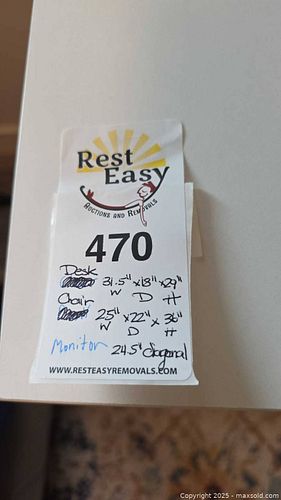 Rest
Easy
AUCTIONS AND REMOVALS
470
Desk
31.5" x 18" x 29"
W D H
Chair
25" x 22" x 36"
W D H
Monitor 24.5" diagonal
WWW.RESTEASYREMOVALS.COM
Copyright 2025 - maxsold.com